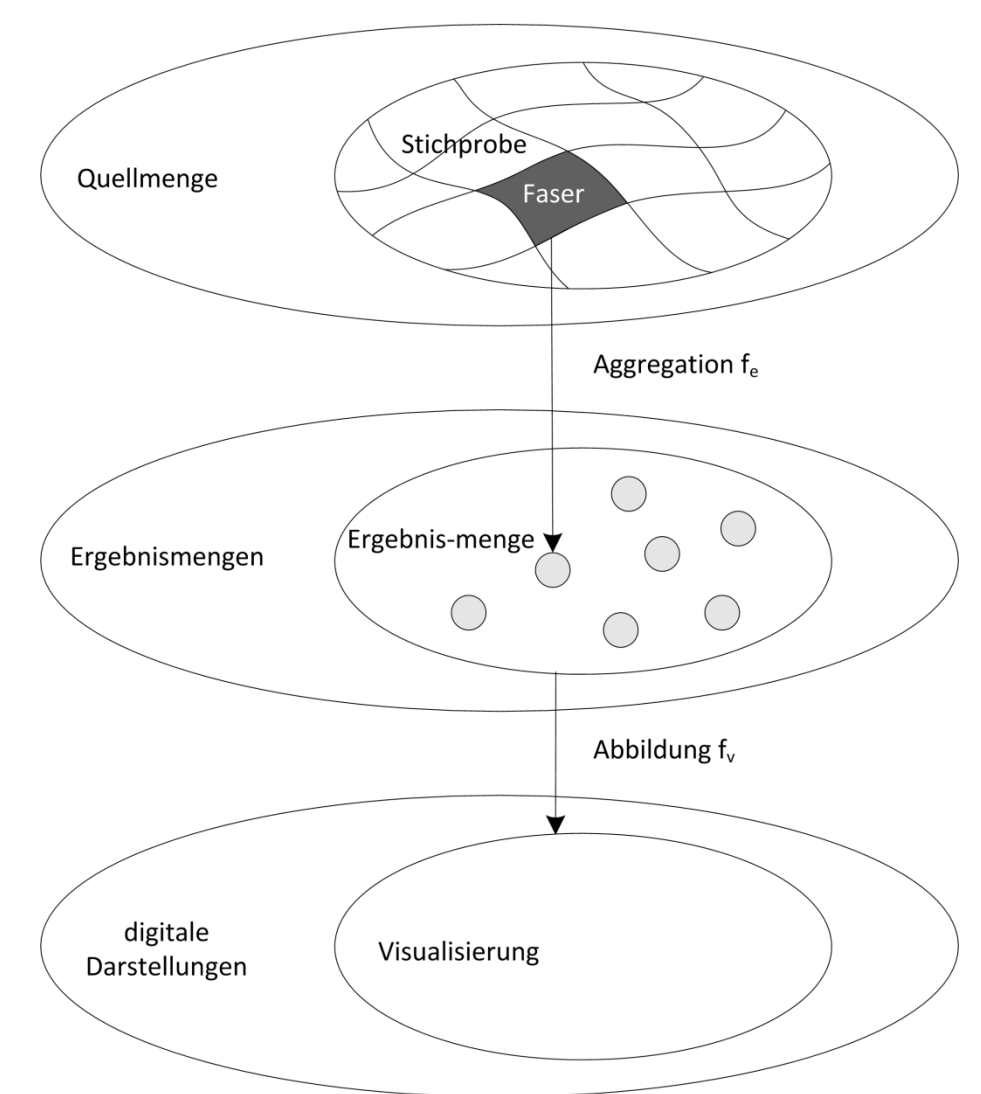 Stichprobe
Quellmenge
Faser
Aggregation fₑ
Ergebnis-menge
Ergebnismengen
Abbildung fᵥ
digitale
Darstellungen
Visualisierung